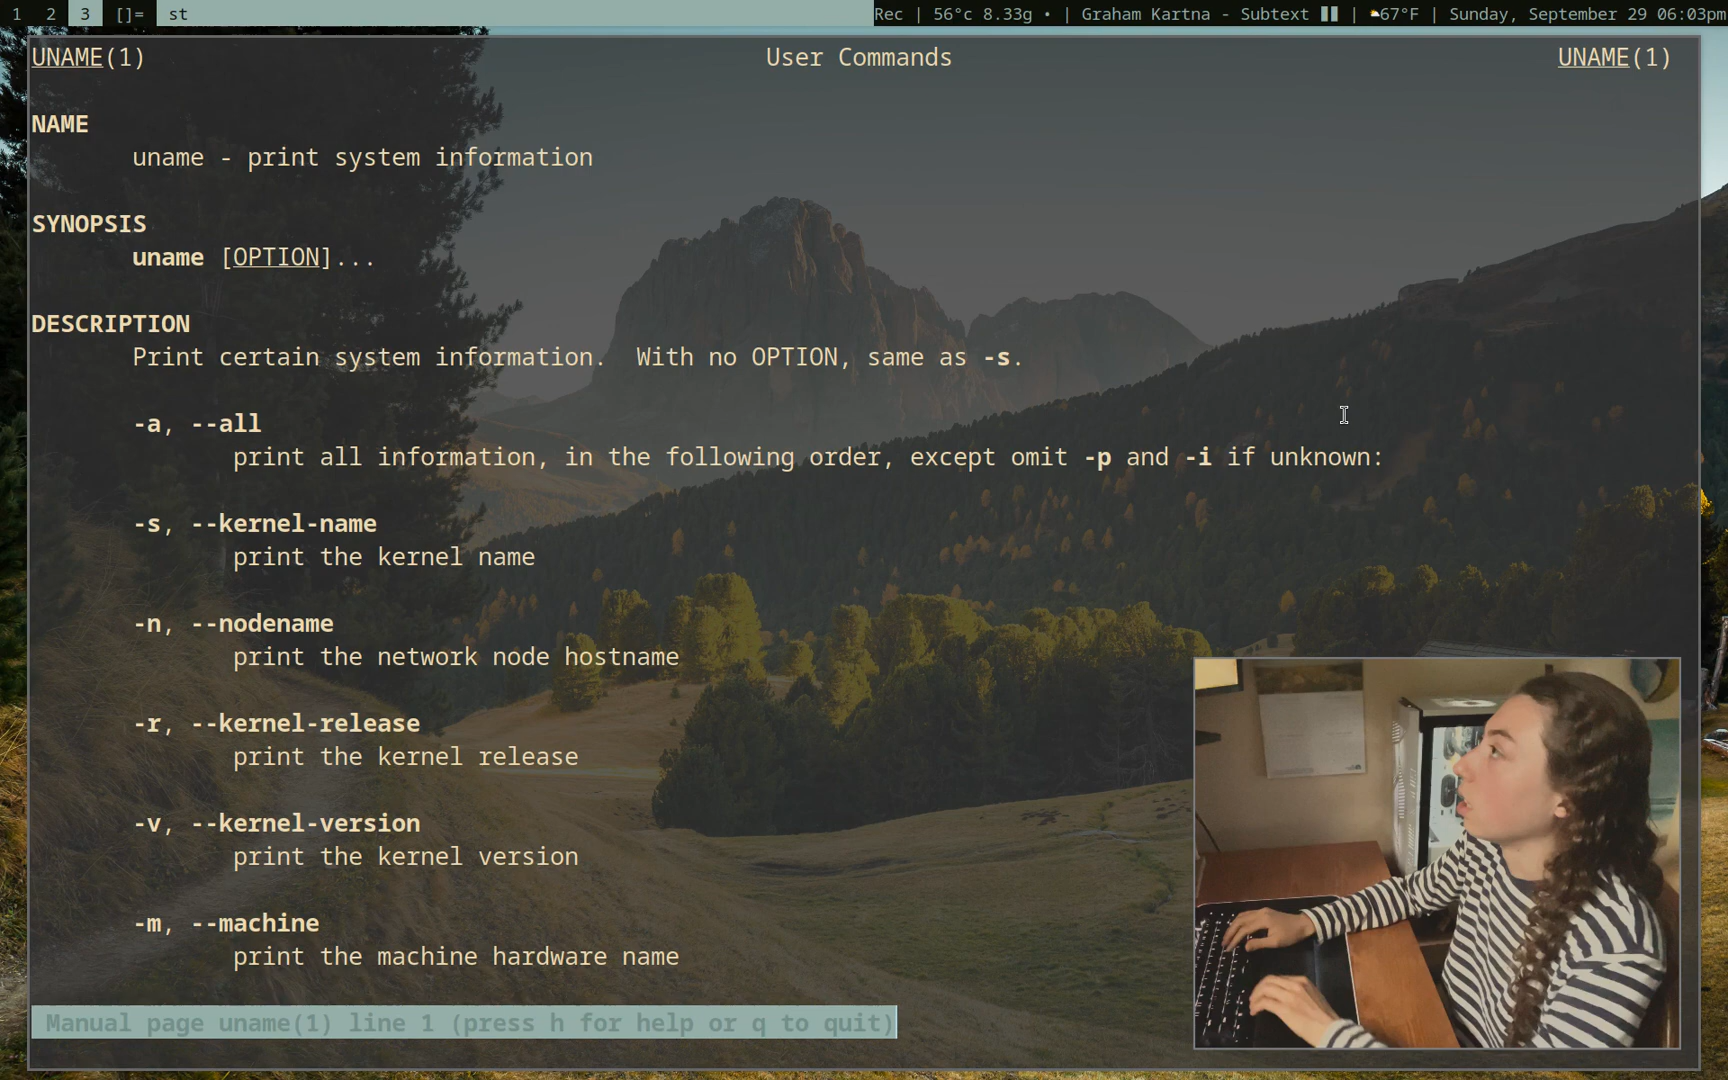 1 2 3 []= st Rec | 56°c 8.33g • | Graham Kartna - Subtext ▮▮ | 67°F | Sunday, September 29 06:03pm
UNAME(1) User Commands UNAME(1)
NAME
uname - print system information
SYNOPSIS
uname [OPTION]...
DESCRIPTION
Print certain system information. With no OPTION, same as -s.
-a, --all
print all information, in the following order, except omit -p and -i if unknown:
-s, --kernel-name
print the kernel name
-n, --nodename
print the network node hostname
-r, --kernel-release
print the kernel release
-v, --kernel-version
print the kernel version
-m, --machine
print the machine hardware name
Manual page uname(1) line 1 (press h for help or q to quit)